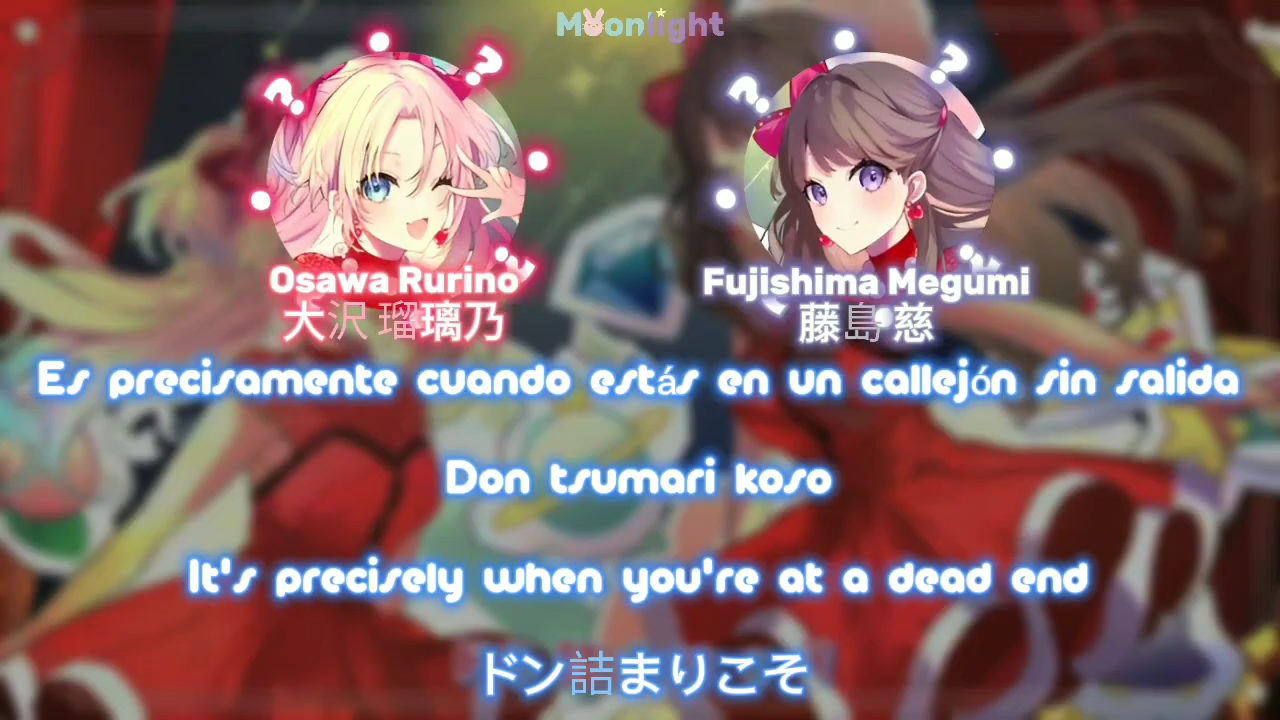 Moonlight
Osawa Rurino
大沢 瑠璃乃
Fujishima Megumi
藤島 慈
Es precisamente cuando estás en un callejón sin salida
Don tsumari koso
It's precisely when you're at a dead end
ドン詰まりこそ